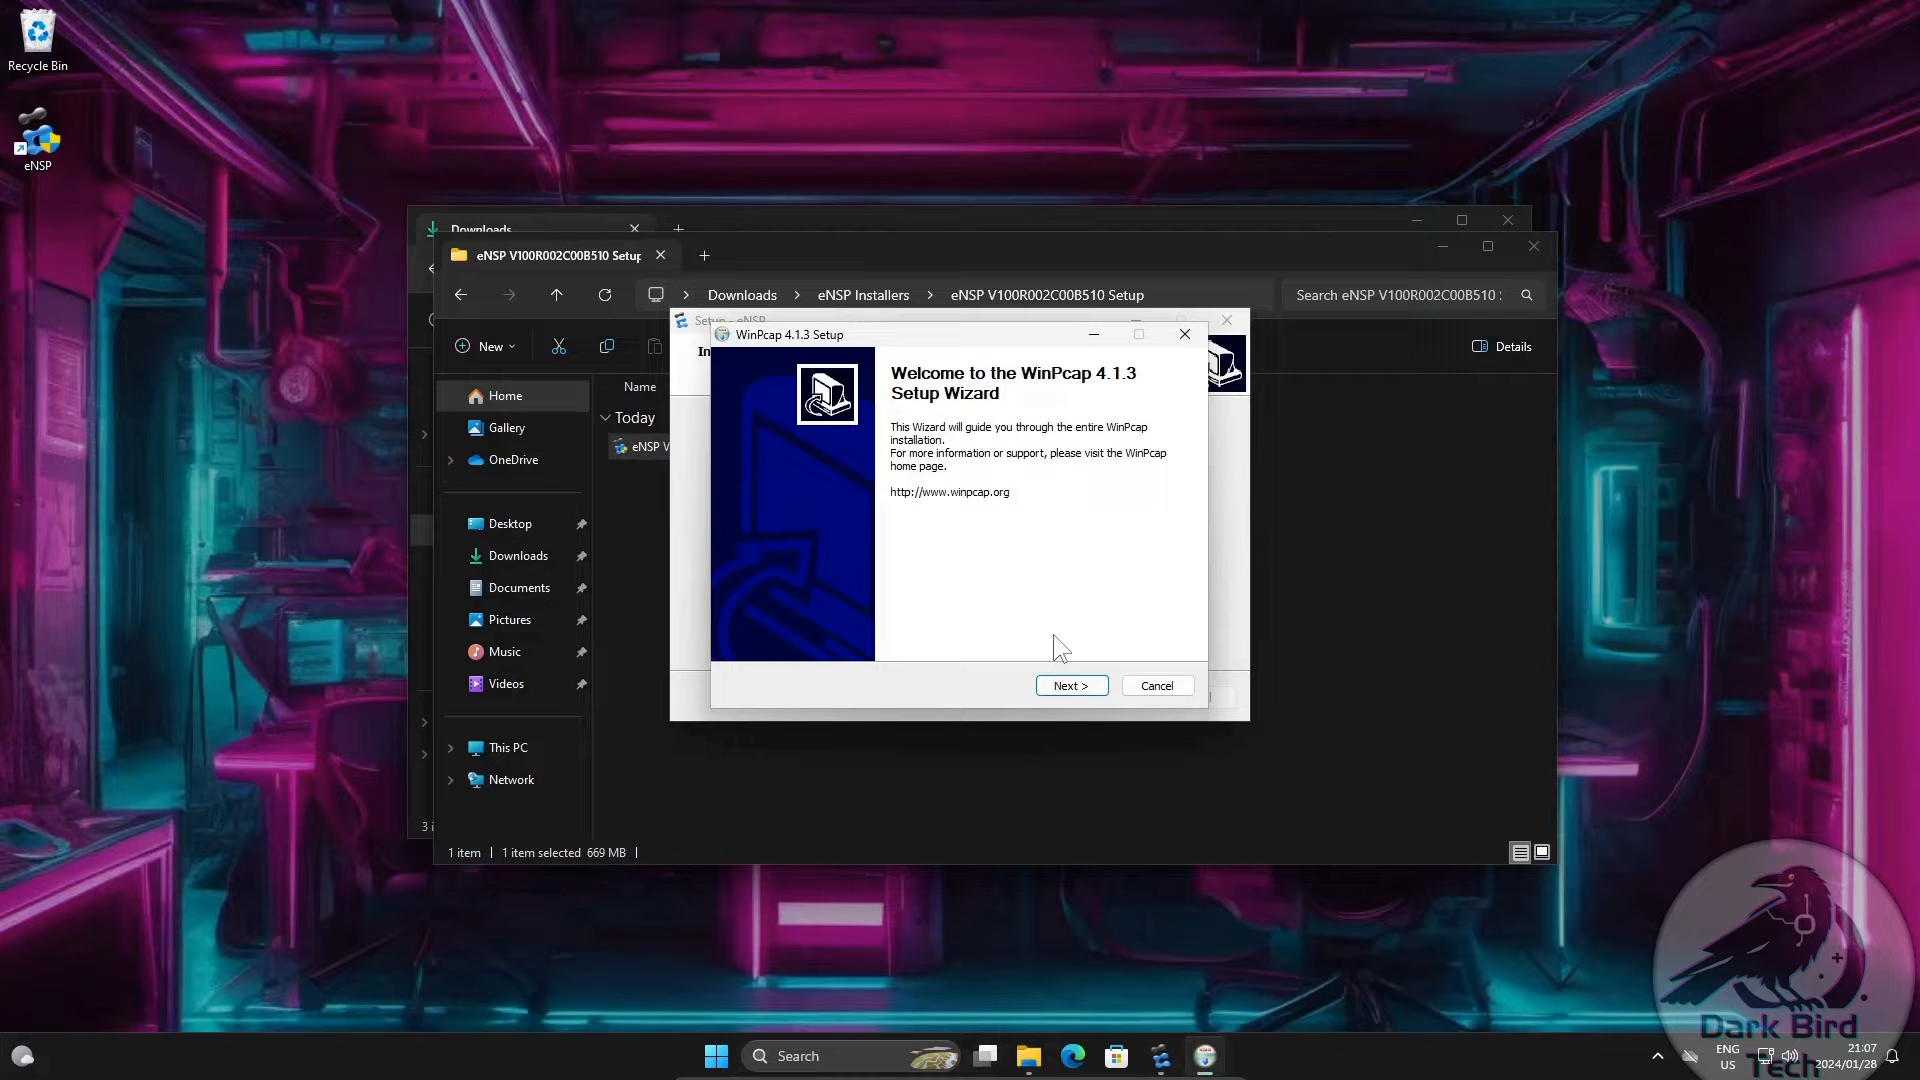 Recycle Bin
eNSP
Downloads
eNSP V100R002C00B510 Setup
Downloads
eNSP Installers
eNSP V100R002C00B510 Setup
Search eNSP V100R002C00B510
New
Details
Setup - eNSP
WinPcap 4.1.3 Setup
In
Welcome to the WinPcap 4.1.3
Setup Wizard
This Wizard will guide you through the entire WinPcap
installation.
For more information or support, please visit the WinPcap
home page.
http://www.winpcap.org
Next >
Cancel
Name
Today
eNSP V
Home
Gallery
OneDrive
Desktop
Downloads
Documents
Pictures
Music
Videos
This PC
Network
3 i
1 item
1 item selected 669 MB
Dark Bird
Tech
Search
ENG
US
21:07
2024/01/28